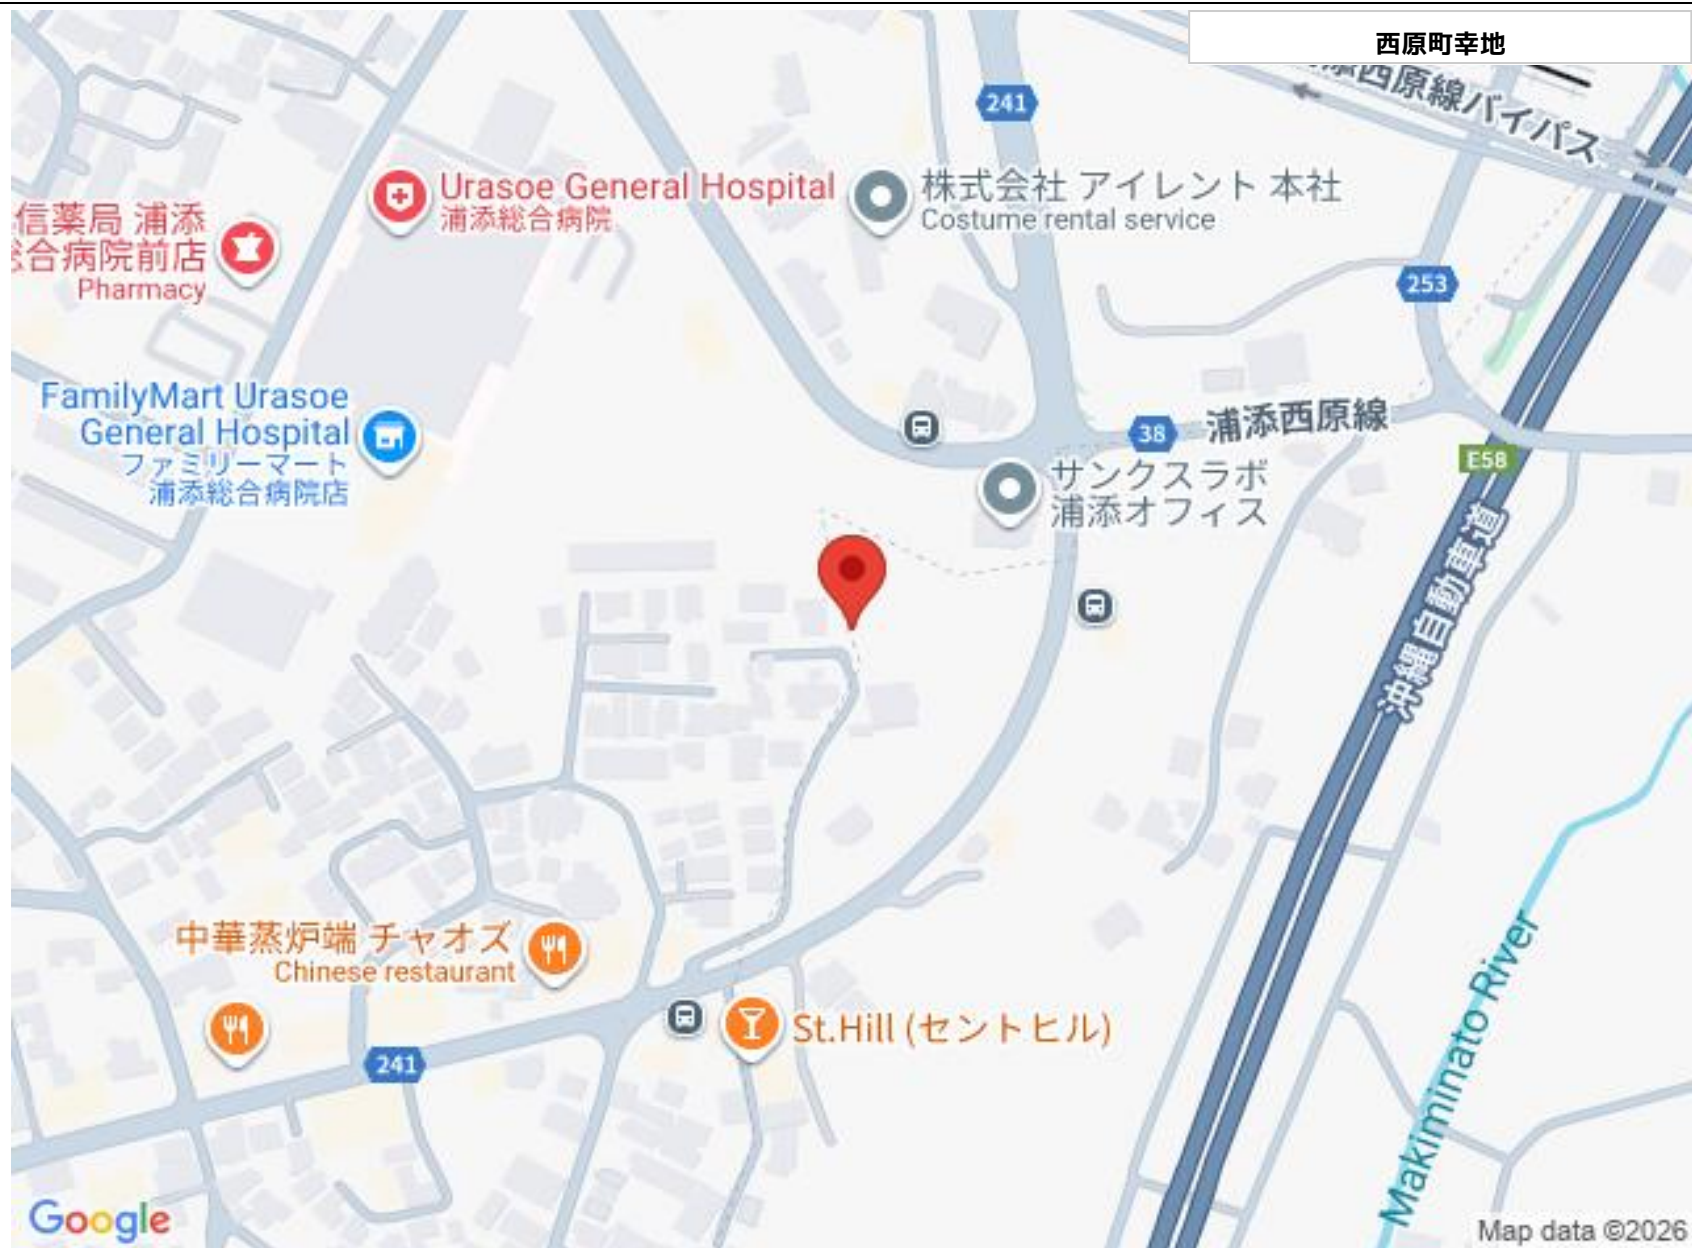 西原町幸地
西原線バイパス
241
Urasoe General Hospital
浦添総合病院
株式会社 アイレント 本社
Costume rental service
信薬局 浦添
合病院前店
Pharmacy
253
FamilyMart Urasoe
General Hospital
ファミリーマート
浦添総合病院店
38
浦添西原線
E58
サンクスラボ
浦添オフィス
沖縄自動車道
中華蒸炉端 チャオズ
Chinese restaurant
St.Hill (セントヒル)
241
Makiminato River
Google
Map data ©2026